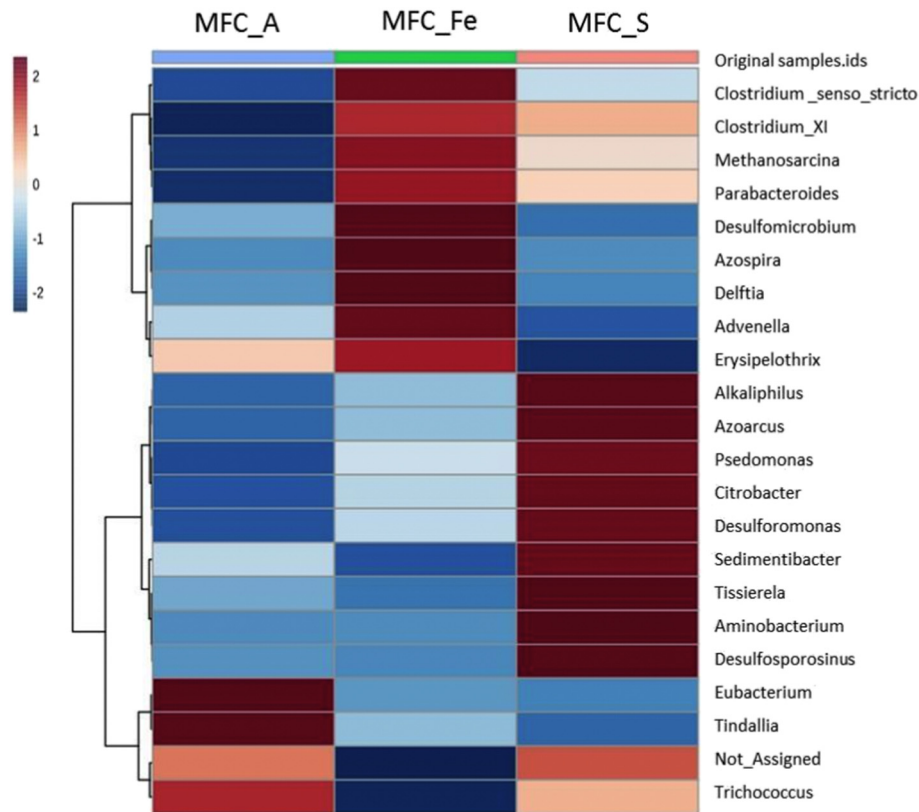 MFC_A MFC_Fe MFC_S
Original samples.ids
2
1
0
-1
-2
Clostridium _senso_stricto
Clostridium_XI
Methanosarcina
Parabacteroides
Desulfomicrobium
Azospira
Delftia
Advenella
Erysipelothrix
Alkaliphilus
Azoarcus
Psedomonas
Citrobacter
Desulforomonas
Sedimentibacter
Tissierela
Aminobacterium
Desulfosporosinus
Eubacterium
Tindallia
Not_Assigned
Trichococcus